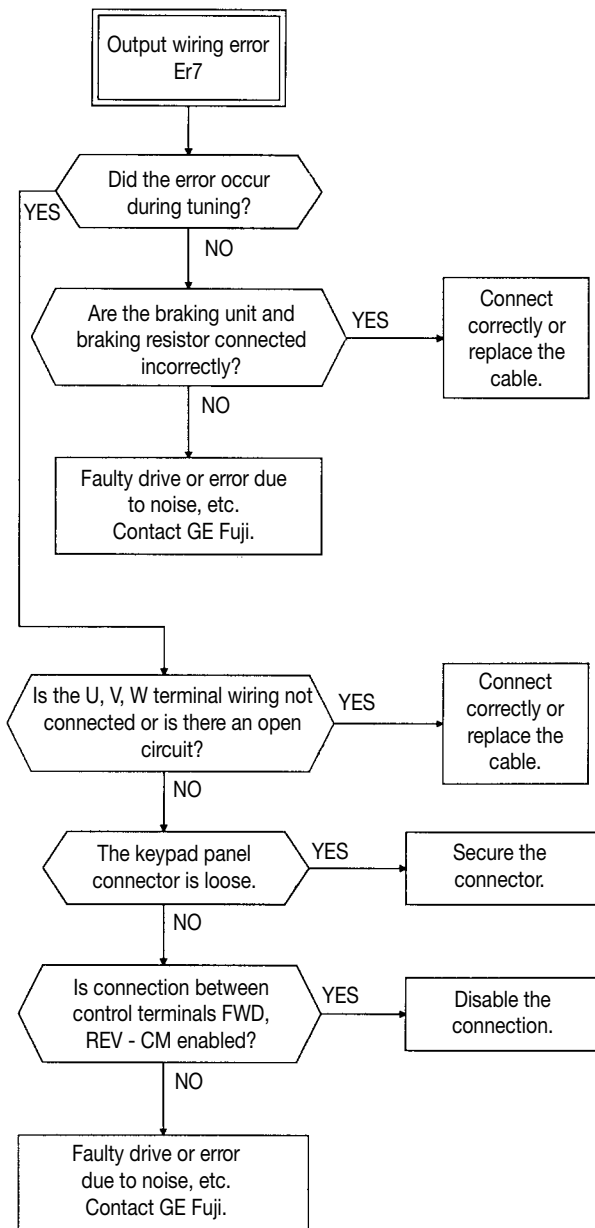 Output wiring error
Er7
Did the error occur
during tuning?
YES
NO
Are the braking unit and
braking resistor connected
incorrectly?
YES
Connect
correctly or
replace the
cable.
NO
Faulty drive or error due
to noise, etc.
Contact GE Fuji.
Is the U, V, W terminal wiring not
connected or is there an open
circuit?
YES
Connect
correctly or
replace the
cable.
NO
The keypad panel
connector is loose.
YES
Secure the
connector.
NO
Is connection between
control terminals FWD,
REV - CM enabled?
YES
Disable the
connection.
NO
Faulty drive or error
due to noise, etc.
Contact GE Fuji.